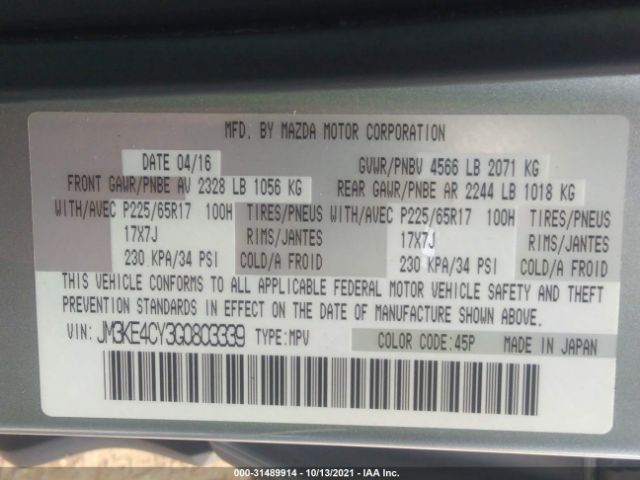 MFD. BY MAZDA MOTOR CORPORATION
DATE 04/16 GVWR/PNBV 4566 LB 2071 KG
FRONT GAWR/PNBE AV 2328 LB 1056 KG REAR GAWR/PNBE AR 2244 LB 1018 KG
WITH/AVEC P225/65R17 100H TIRES/PNEUS WITH/AVEC P225/65R17 100H TIRES/PNEUS
17X7J RIMS/JANTES 17X7J RIMS/JANTES
230 KPA/34 PSI COLD/A FROID 230 KPA/34 PSI COLD/A FROID
THIS VEHICLE CONFORMS TO ALL APPLICABLE FEDERAL MOTOR VEHICLE SAFETY AND THEFT
PREVENTION STANDARDS IN EFFECT ON THE DATE OF MANUFACTURE SHOWN ABOVE.
VIN: JM3KE4CY3G0803339 TYPE: MPV COLOR CODE: 45P MADE IN JAPAN
000-31489914 - 10/13/2021 - IAA Inc.